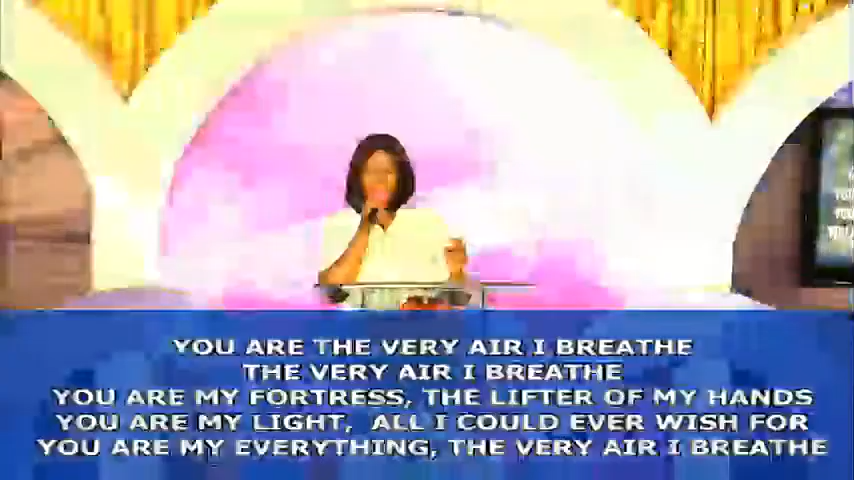 YOU ARE THE VERY AIR I BREATHE
THE VERY AIR I BREATHE
YOU ARE MY FORTRESS, THE LIFTER OF MY HANDS
YOU ARE MY LIGHT, ALL I COULD EVER WISH FOR
YOU ARE MY EVERYTHING, THE VERY AIR I BREATHE